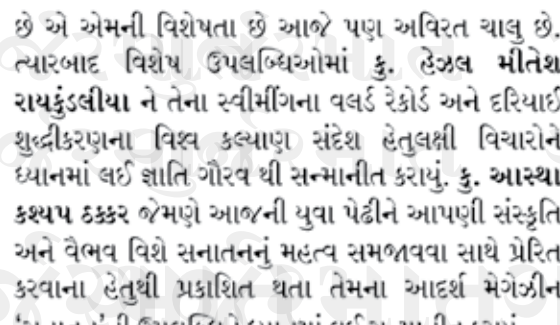 છે એ એમની વિશેષતા છે આજે પણ અવિરત ચાલુ છે.
ત્યારબાદ વિશેષ ઉપલબ્ધિઓમાં કુ. હેઝલ મીતેશ
રાયકુંડલીયા ને તેના સ્વીમીંગના વલર્ડ રેકોર્ડ અને દરિયાઈ
શુદ્ધીકરણના વિશ્વ કલ્યાણ સંદેશ હેતુલક્ષી વિચારોને
ધ્યાનમાં લઈ જ્ઞાતિ ગૌરવ થી સન્માનીત કરાયું. કુ. આસ્થા
કશ્યપ ઠક્કર જેમણે આજની યુવા પેઢીને આપણી સંસ્કૃતિ
અને વૈભવ વિશે સનાતનનું મહત્વ સમજાવવા સાથે પ્રેરિત
કરવાના હેતુથી પ્રકાશિત થતા તેમના આદર્શ મેગેઝીન